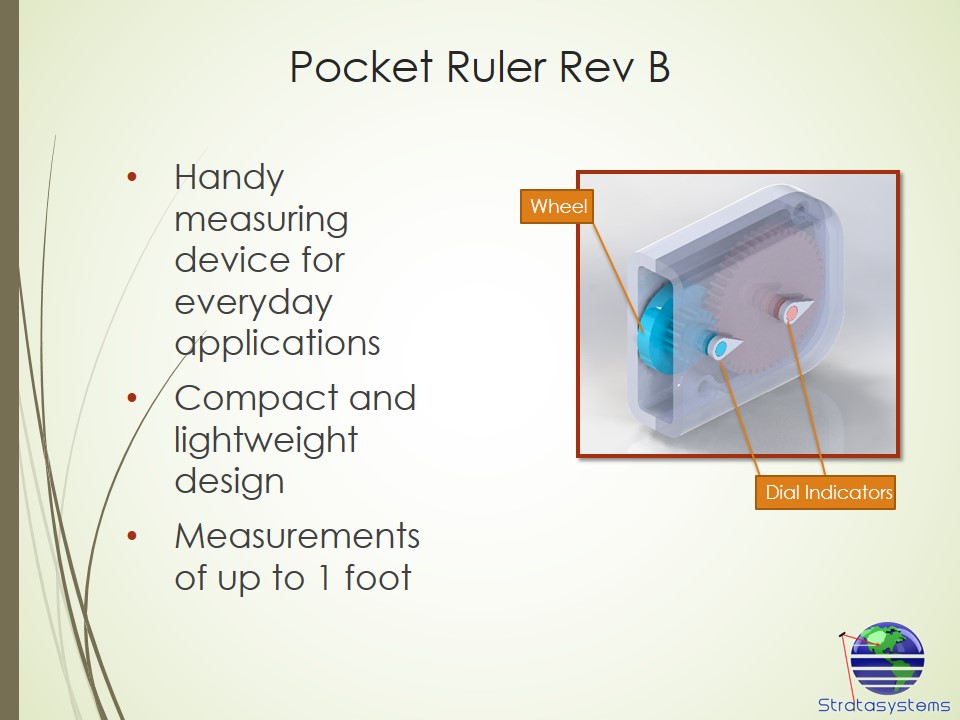 Pocket Ruler Rev B
• Handy
measuring
device for
everyday
applications
• Compact and
lightweight
design
• Measurements
of up to 1 foot
Wheel
Dial Indicators
Stratasystems